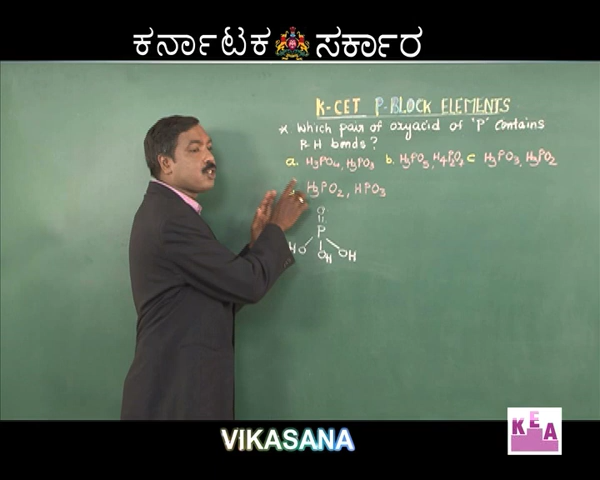 ಕರ್ನಾಟಕ ಸರ್ಕಾರ
K-CET P-BLOCK ELEMENTS
* Which pair of oxyacid of 'P' contains
P-H bonds?
a. H3PO4, H3PO3 b. H3PO3, H4P2O7 c H3PO3, H3PO2
H3PO2, HPO3
O
P
HO OH OH
VIKASANA
KEA